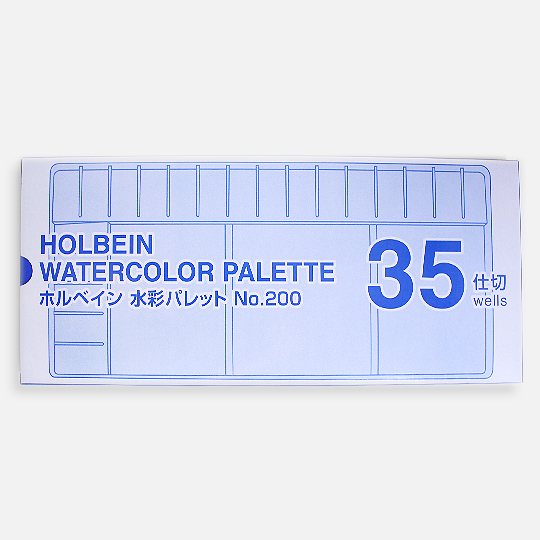 HOLBEIN
WATERCOLOR PALETTE
ホルベイン 水彩パレット No.200
35 仕切
wells